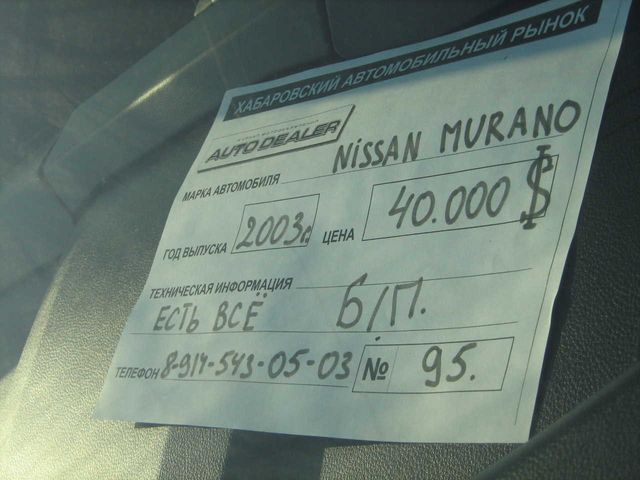 ХАБАРОВСКИЙ АВТОМОБИЛЬНЫЙ РЫНОК
AUTO DEALER
МАРКА АВТОМОБИЛЯ NISSAN MURANO
ГОД ВЫПУСКА 2003г. ЦЕНА 40.000 $
ТЕХНИЧЕСКАЯ ИНФОРМАЦИЯ
ЕСТЬ ВСЁ Б/П.
ТЕЛЕФОН 8-914-543-05-03 № 95.